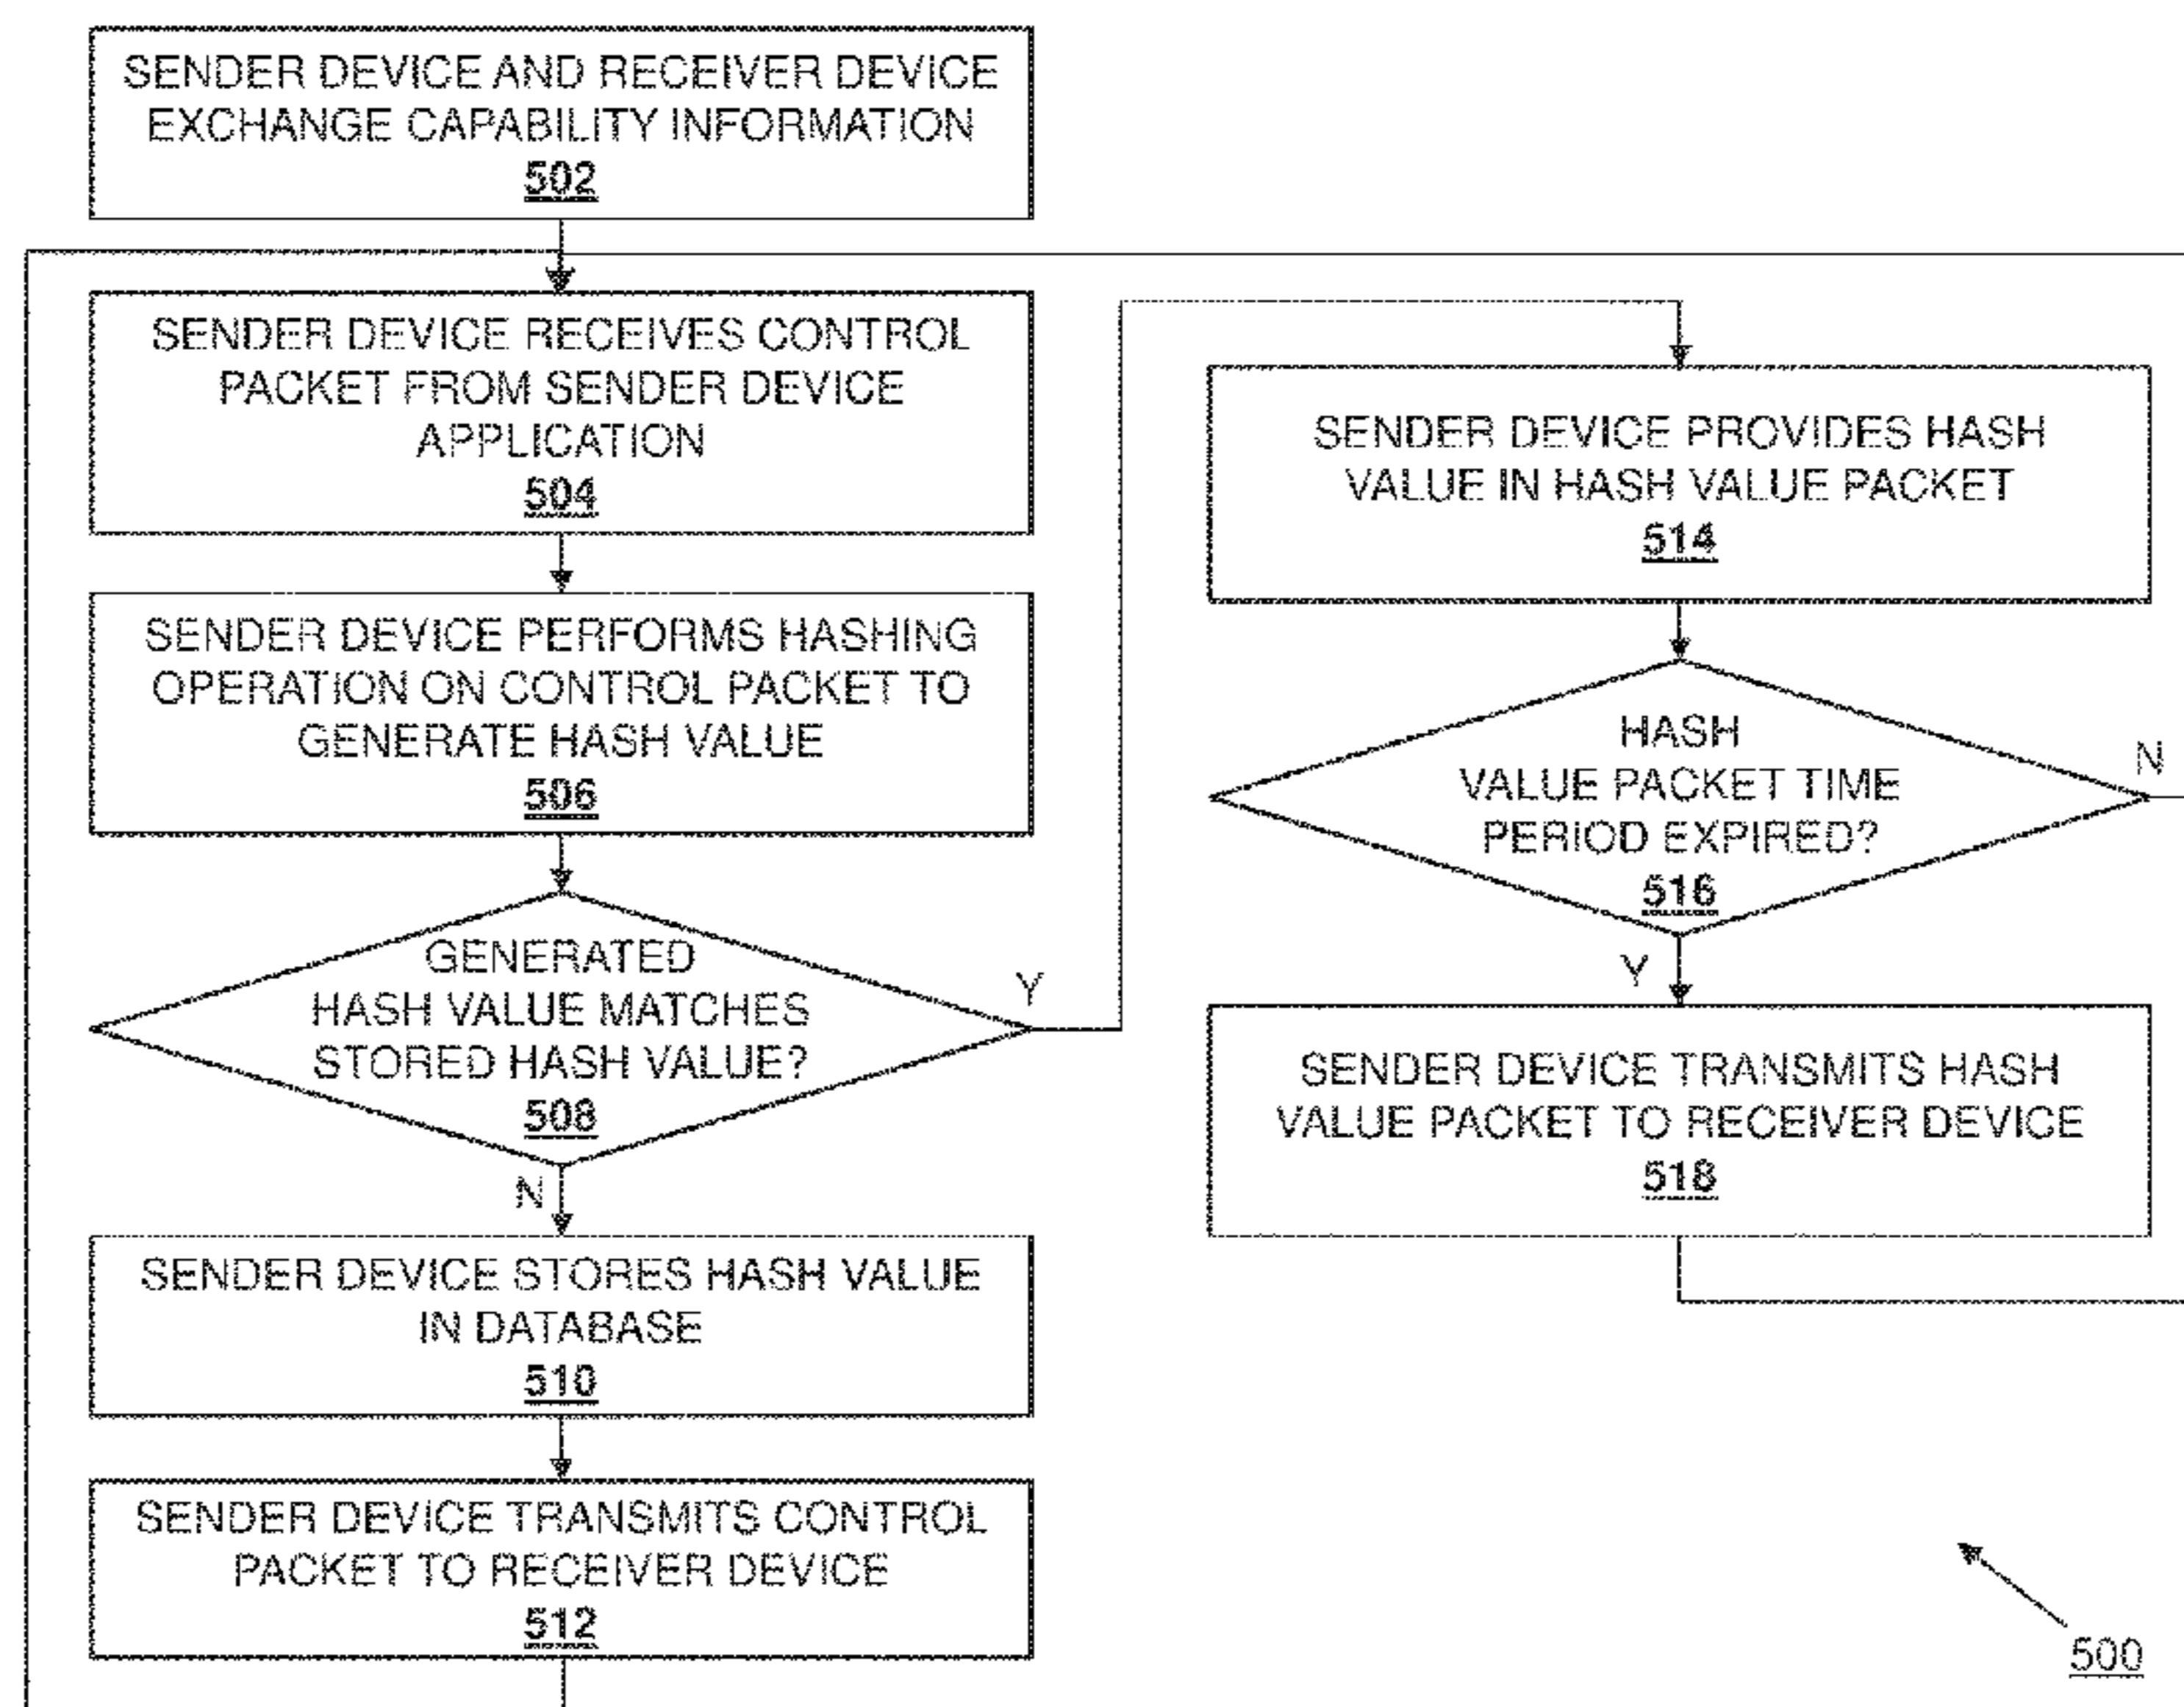 SENDER DEVICE AND RECEIVER DEVICE
EXCHANGE CAPABILITY INFORMATION
502
SENDER DEVICE RECEIVES CONTROL
PACKET FROM SENDER DEVICE
APPLICATION
504
SENDER DEVICE PERFORMS HASHING
OPERATION ON CONTROL PACKET TO
GENERATE HASH VALUE
506
GENERATED
HASH VALUE MATCHES
STORED HASH VALUE?
508
Y
N
SENDER DEVICE STORES HASH VALUE
IN DATABASE
510
SENDER DEVICE TRANSMITS CONTROL
PACKET TO RECEIVER DEVICE
512
SENDER DEVICE PROVIDES HASH
VALUE IN HASH VALUE PACKET
514
HASH
VALUE PACKET TIME
PERIOD EXPIRED?
516
N
Y
SENDER DEVICE TRANSMITS HASH
VALUE PACKET TO RECEIVER DEVICE
518
500